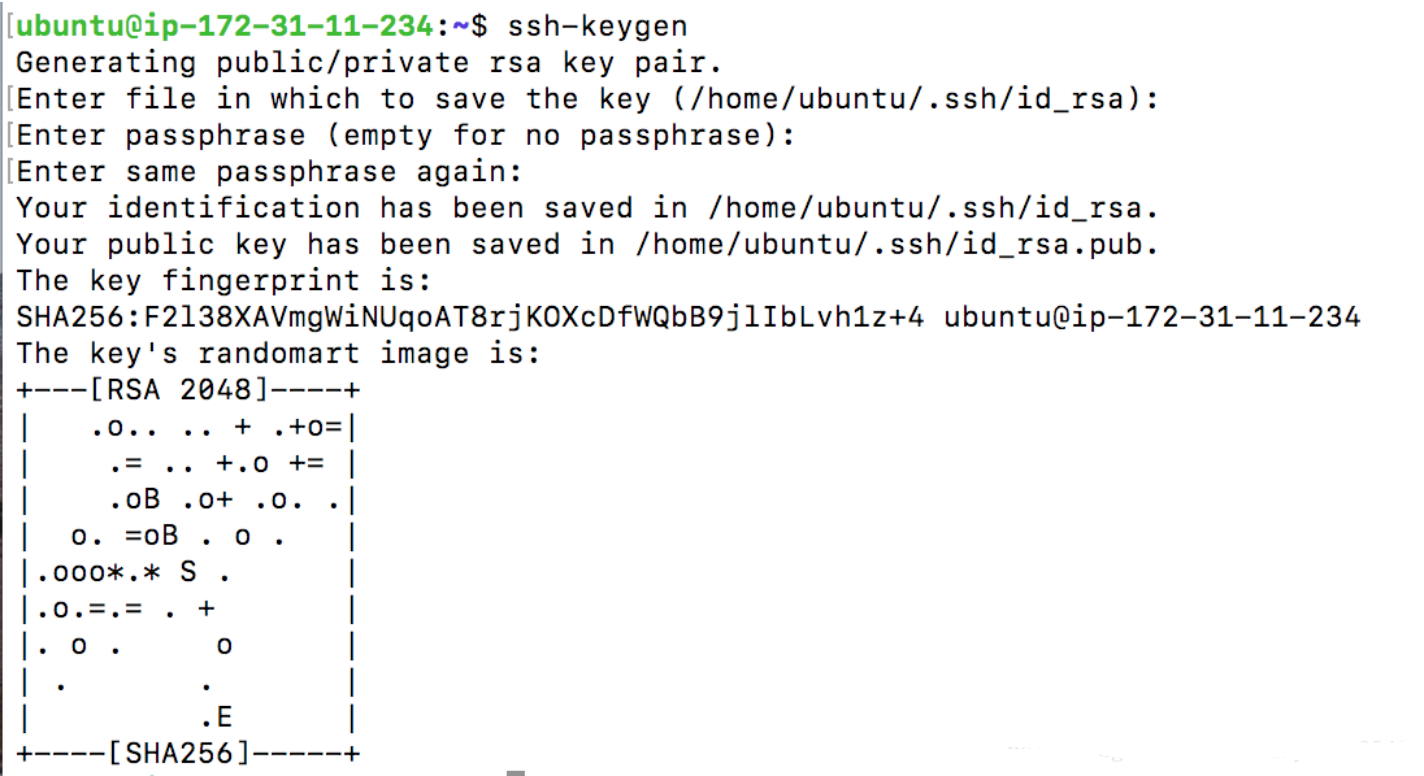 [ubuntu@ip-172-31-11-234:~$ ssh-keygen
Generating public/private rsa key pair.
[Enter file in which to save the key (/home/ubuntu/.ssh/id_rsa):
[Enter passphrase (empty for no passphrase):
[Enter same passphrase again:
Your identification has been saved in /home/ubuntu/.ssh/id_rsa.
Your public key has been saved in /home/ubuntu/.ssh/id_rsa.pub.
The key fingerprint is:
SHA256:F2l38XAVmgWiNUqoAT8rjKOXcDfWQbB9jlIbLvh1z+4 ubuntu@ip-172-31-11-234
The key's randomart image is:
+---[RSA 2048]----+
|   .o.. .. + .+o=|
|    .= .. +.o += |
|    .oB .o+ .o. .|
|  o. =oB . o .   |
|.ooo*.* S .      |
|.o.=.= . +       |
|. o .     o      |
| .       .       |
|         .E      |
+----[SHA256]-----+